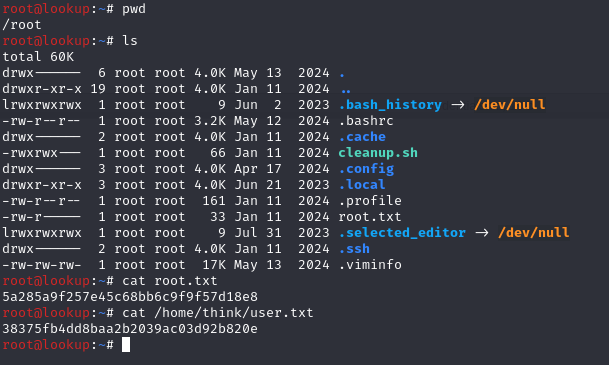 root@lookup:~# pwd
/root
root@lookup:~# ls
total 60K
drwx------  6 root root 4.0K May 13  2024 .
drwxr-xr-x 19 root root 4.0K Jan 11  2024 ..
lrwxrwxrwx  1 root root    9 Jun  2  2023 .bash_history -> /dev/null
-rw-r--r--  1 root root 3.2K May 12  2024 .bashrc
drwx------  2 root root 4.0K Jan 11  2024 .cache
-rwxrwx---  1 root root   66 Jan 11  2024 cleanup.sh
drwx------  3 root root 4.0K Apr 17  2024 .config
drwxr-xr-x  3 root root 4.0K Jun 21  2023 .local
-rw-r--r--  1 root root  161 Jan 11  2024 .profile
-rw-r-----  1 root root   33 Jan 11  2024 root.txt
lrwxrwxrwx  1 root root    9 Jul 31  2023 .selected_editor -> /dev/null
drwx------  2 root root 4.0K Jan 11  2024 .ssh
-rw-rw-rw-  1 root root  17K May 13  2024 .viminfo
root@lookup:~# cat root.txt
5a285a9f257e45c68bb6c9f9f57d18e8
root@lookup:~# cat /home/think/user.txt
38375fb4dd8baa2b2039ac03d92b820e
root@lookup:~#